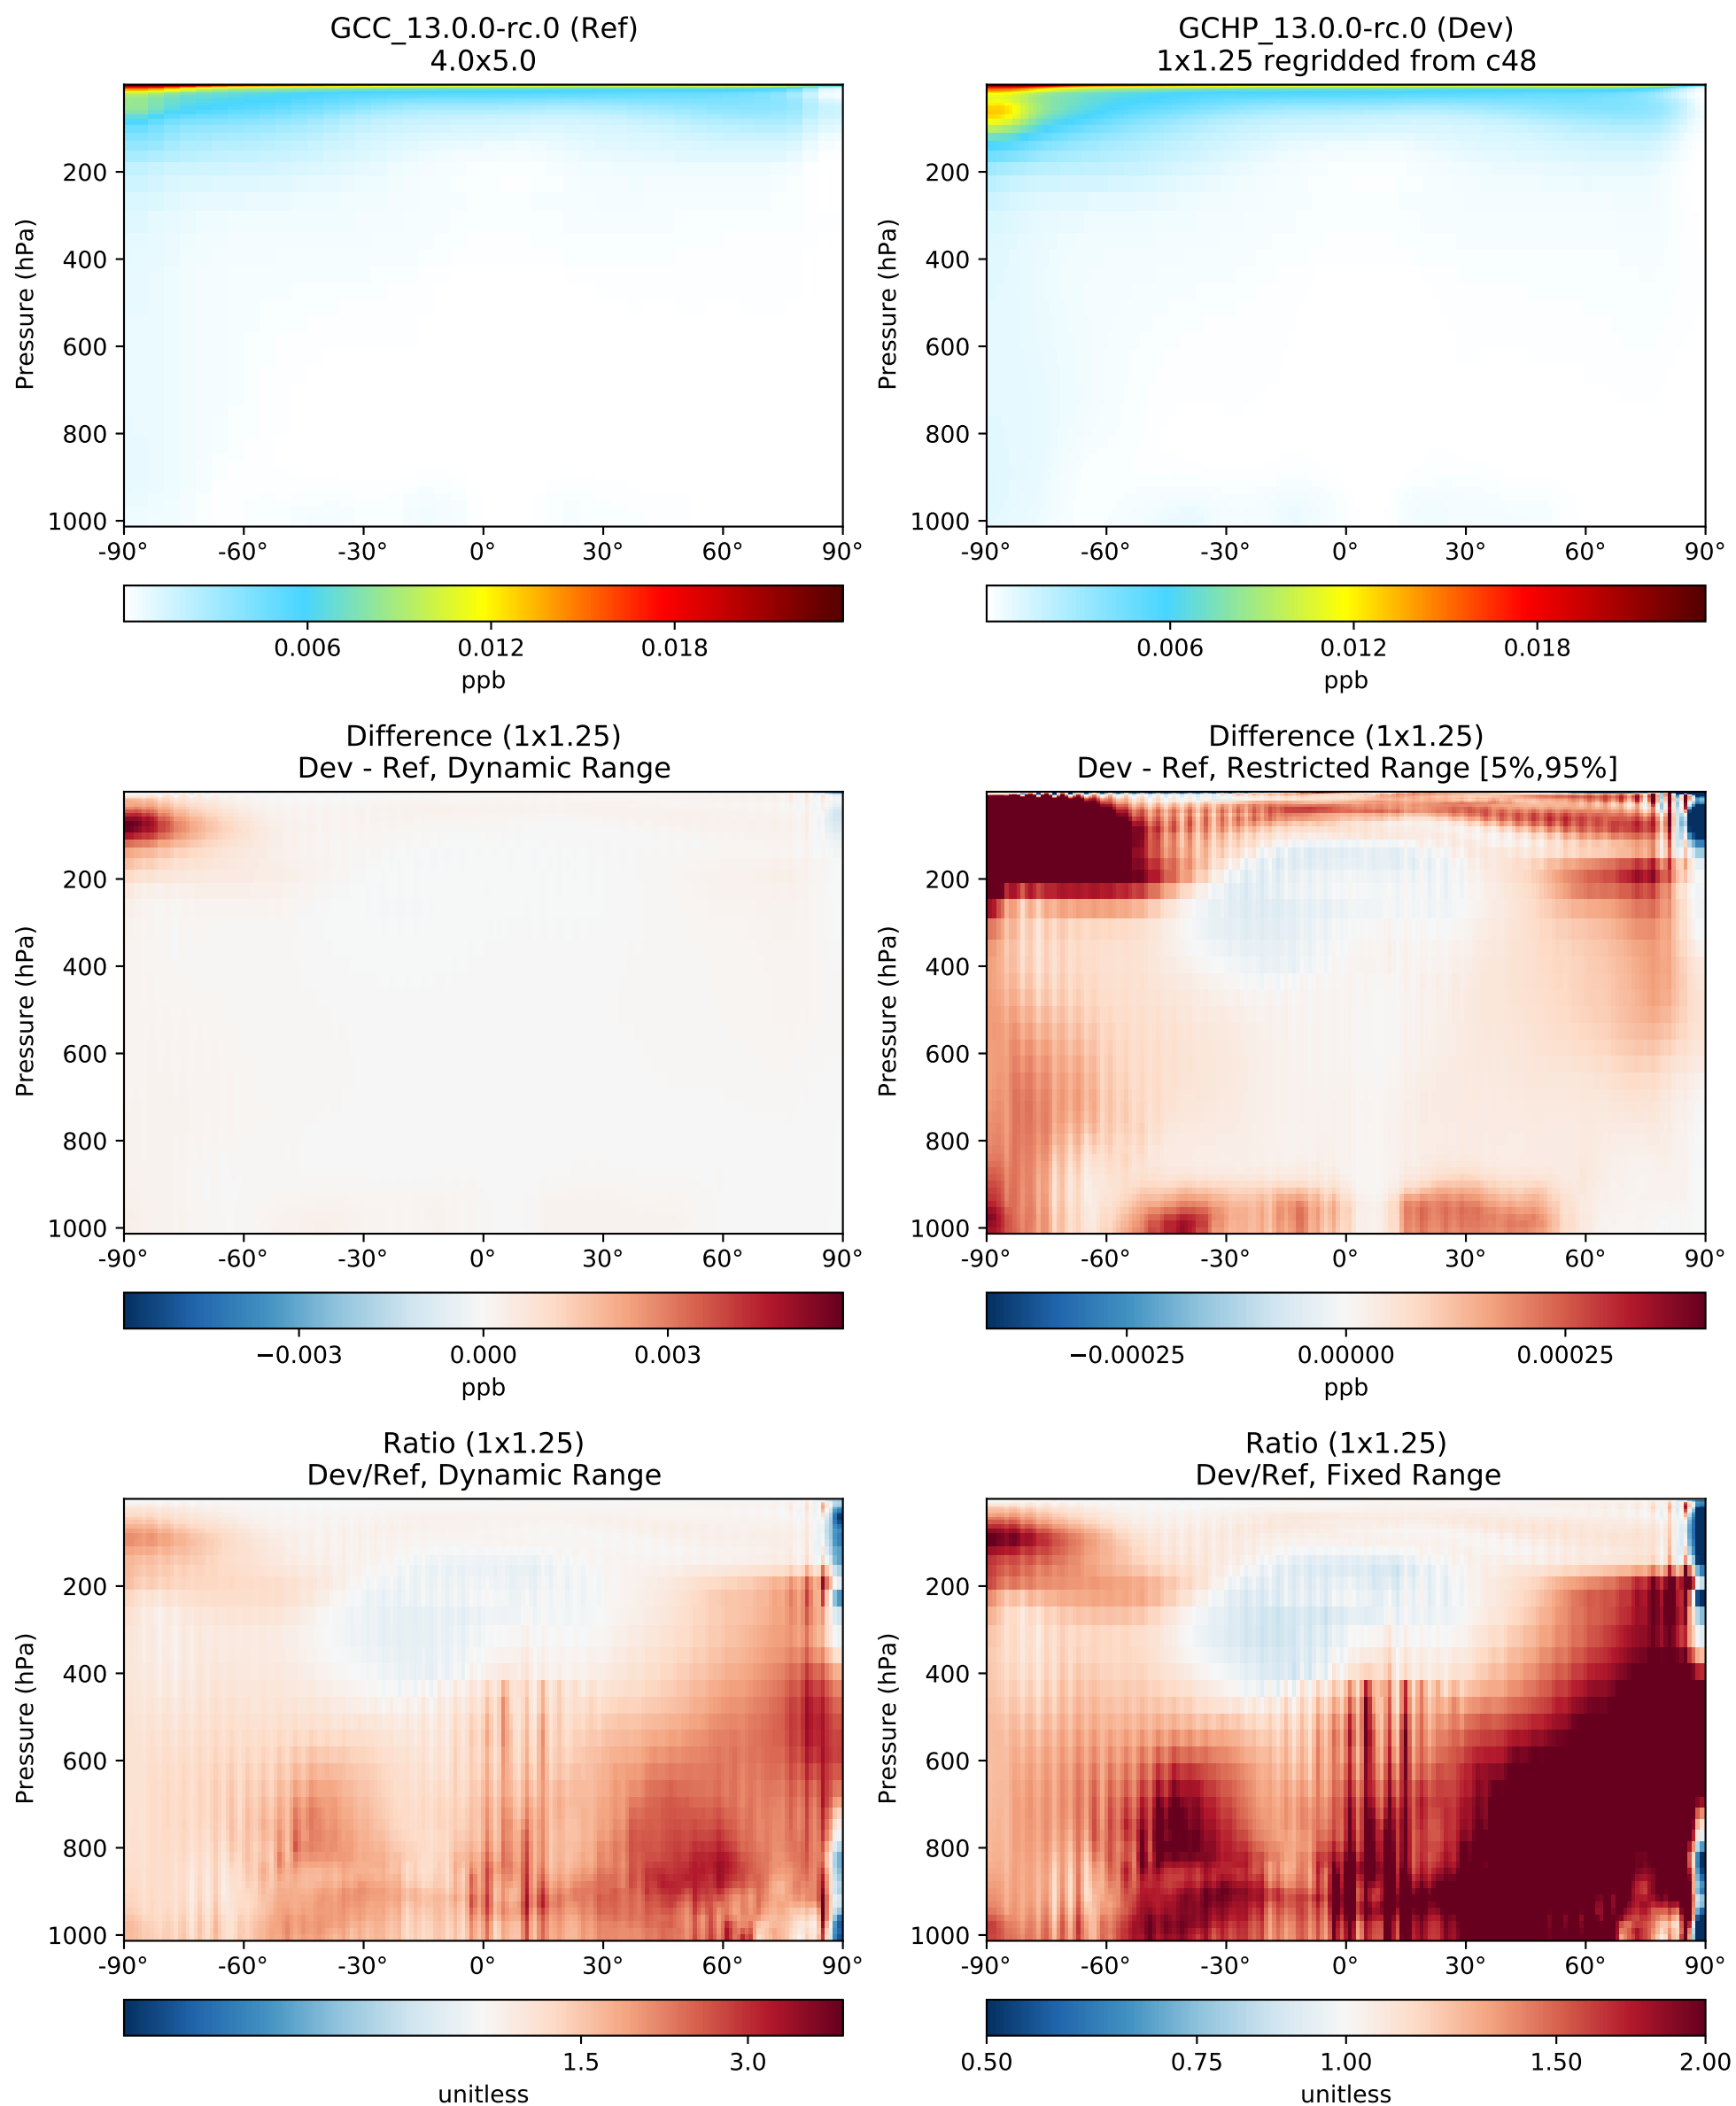 GCC_13.0.0-rc.0 (Ref)
4.0x5.0
Pressure (hPa)
200
400
600
800
1000
-90° -60° -30° 0° 30° 60° 90°
0.006 0.012 0.018
ppb
GCHP_13.0.0-rc.0 (Dev)
1x1.25 regridded from c48
Pressure (hPa)
200
400
600
800
1000
-90° -60° -30° 0° 30° 60° 90°
0.006 0.012 0.018
ppb
Difference (1x1.25)
Dev - Ref, Dynamic Range
Pressure (hPa)
200
400
600
800
1000
-90° -60° -30° 0° 30° 60° 90°
−0.003 0.000 0.003
ppb
Difference (1x1.25)
Dev - Ref, Restricted Range [5%,95%]
Pressure (hPa)
200
400
600
800
1000
-90° -60° -30° 0° 30° 60° 90°
−0.00025 0.00000 0.00025
ppb
Ratio (1x1.25)
Dev/Ref, Dynamic Range
Pressure (hPa)
200
400
600
800
1000
-90° -60° -30° 0° 30° 60° 90°
1.5 3.0
unitless
Ratio (1x1.25)
Dev/Ref, Fixed Range
Pressure (hPa)
200
400
600
800
1000
-90° -60° -30° 0° 30° 60° 90°
0.50 0.75 1.00 1.50 2.00
unitless